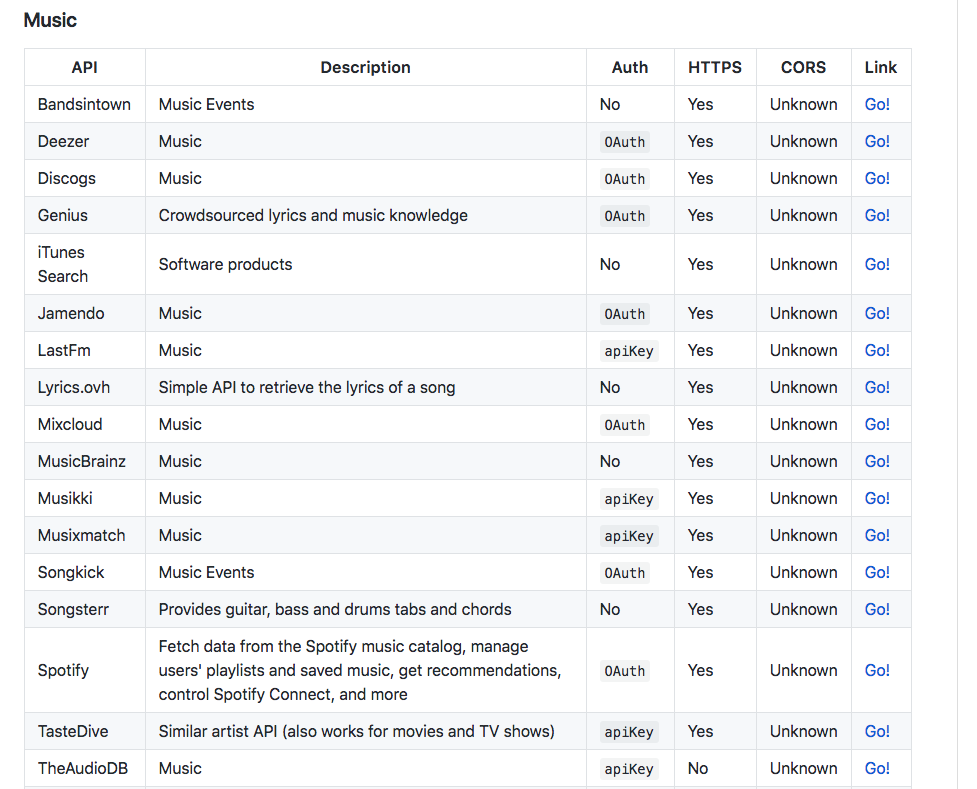 Music
API Description Auth HTTPS CORS Link
Bandsintown Music Events No Yes Unknown Go!
Deezer Music OAuth Yes Unknown Go!
Discogs Music OAuth Yes Unknown Go!
Genius Crowdsourced lyrics and music knowledge OAuth Yes Unknown Go!
iTunes
Search Software products No Yes Unknown Go!
Jamendo Music OAuth Yes Unknown Go!
LastFm Music apiKey Yes Unknown Go!
Lyrics.ovh Simple API to retrieve the lyrics of a song No Yes Unknown Go!
Mixcloud Music OAuth Yes Unknown Go!
MusicBrainz Music No Yes Unknown Go!
Musikki Music apiKey Yes Unknown Go!
Musixmatch Music apiKey Yes Unknown Go!
Songkick Music Events OAuth Yes Unknown Go!
Songsterr Provides guitar, bass and drums tabs and chords No Yes Unknown Go!
Spotify Fetch data from the Spotify music catalog, manage
users' playlists and saved music, get recommendations,
control Spotify Connect, and more OAuth Yes Unknown Go!
TasteDive Similar artist API (also works for movies and TV shows) apiKey Yes Unknown Go!
TheAudioDB Music apiKey No Unknown Go!